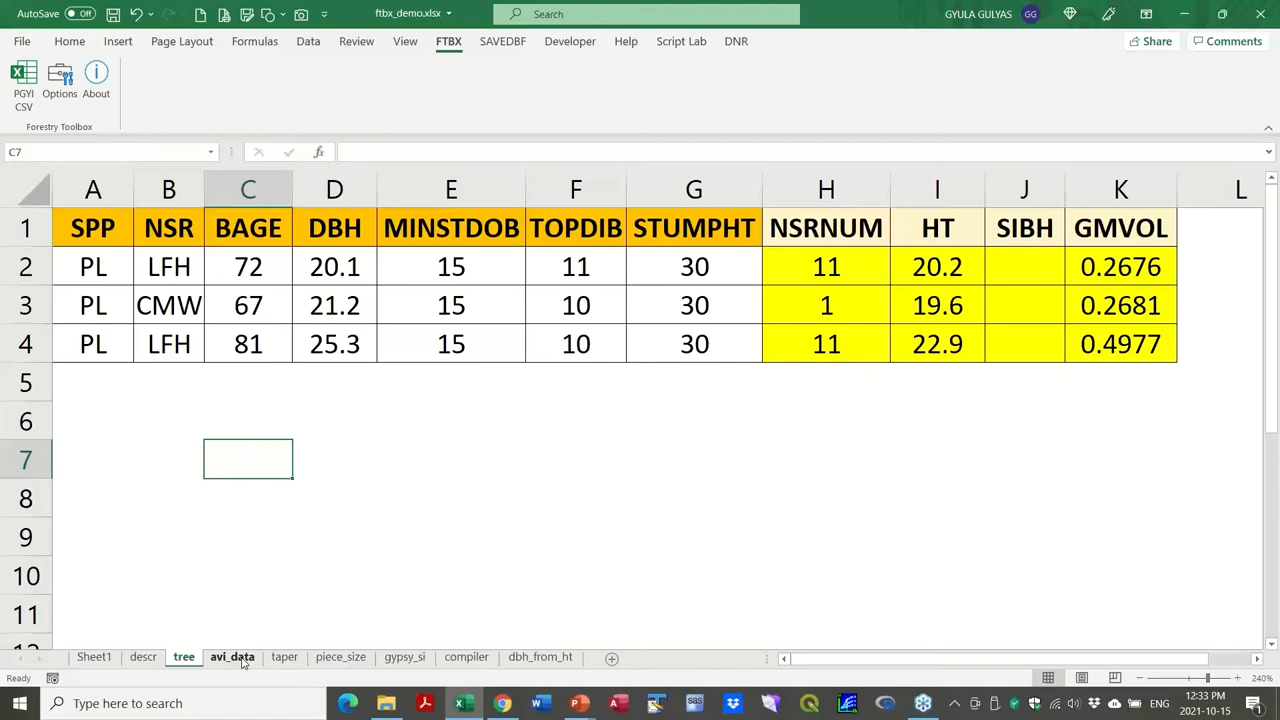 AutoSave Off ftbx_demo.xlsx Search GYULA GULYAS GG
File Home Insert Page Layout Formulas Data Review View FTBX SAVEDBF Developer Help Script Lab DNR Share Comments
PGYI CSV Options About
Forestry Toolbox
C7 fx
A B C D E F G H I J K L
1 SPP NSR BAGE DBH MINSTDOB TOPDIB STUMPHT NSRNUM HT SIBH GMVOL
2 PL LFH 72 20.1 15 11 30 11 20.2 0.2676
3 PL CMW 67 21.2 15 10 30 1 19.6 0.2681
4 PL LFH 81 25.3 15 10 30 11 22.9 0.4977
5
6
7
8
9
10
11
Sheet1 descr tree avi_data taper piece_size gypsy_si compiler dbh_from_ht
240%
Type here to search ENG 12:33 PM
2021-10-15